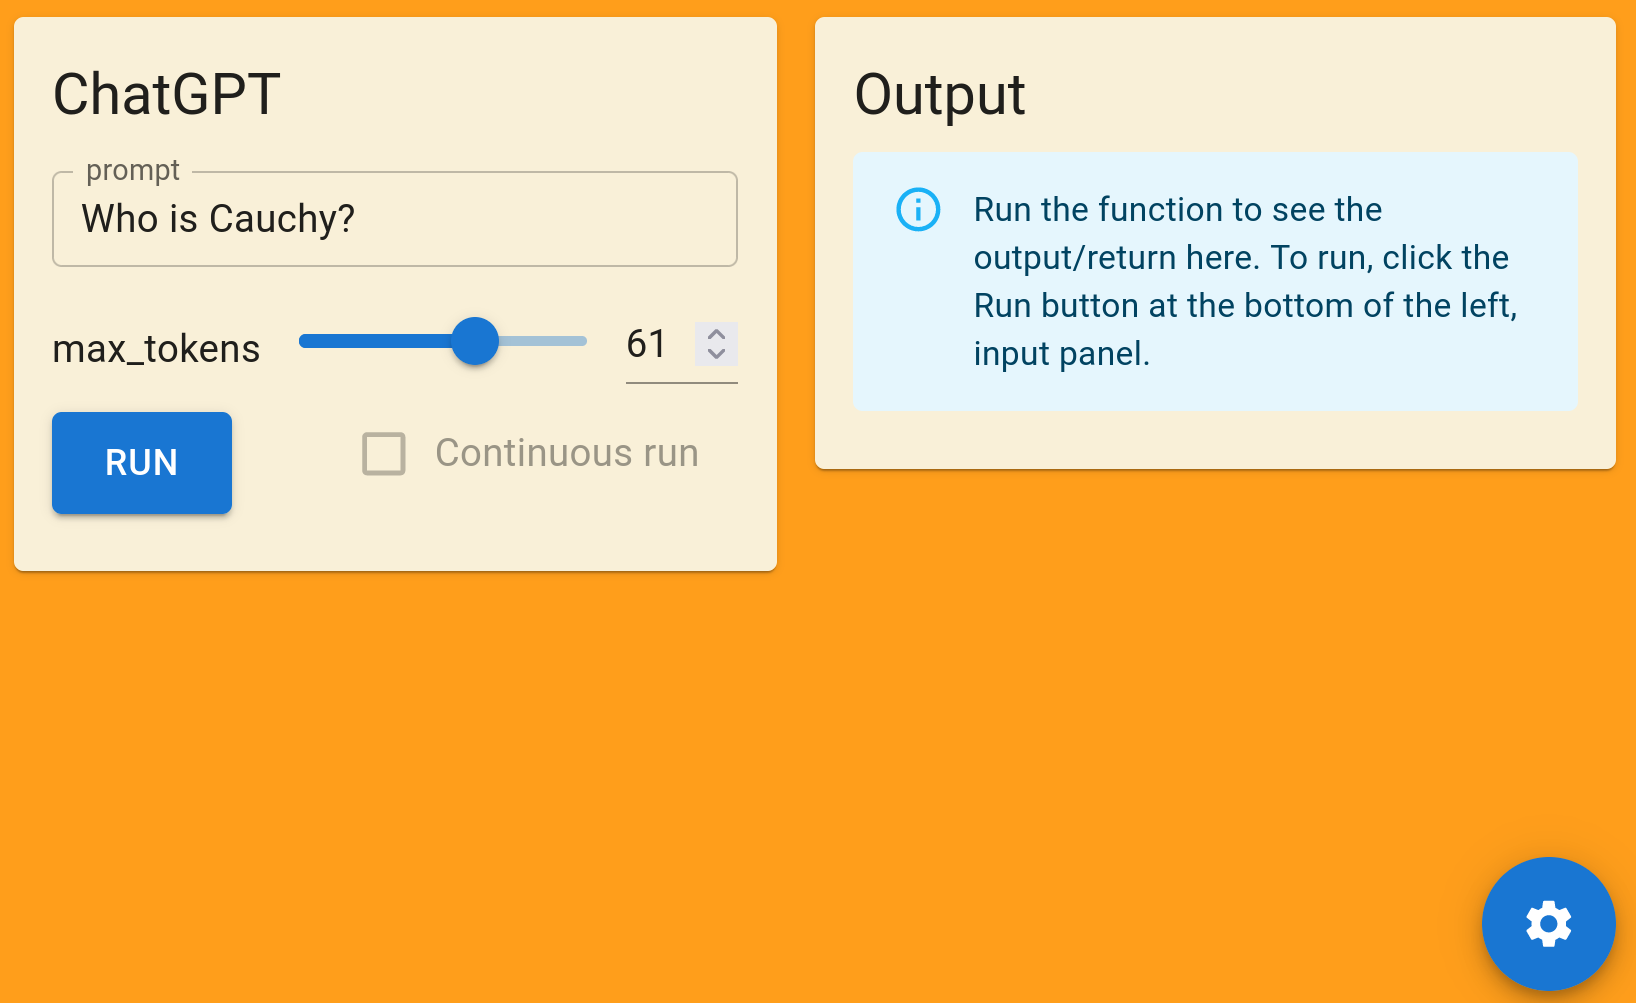 ChatGPT
prompt
Who is Cauchy?
max_tokens
61
RUN
Continuous run
Output
Run the function to see the
output/return here. To run, click the
Run button at the bottom of the left,
input panel.